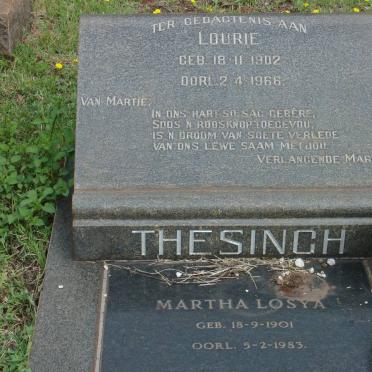 TER GEDAGTENIS AAN
LOURIE
GEB. 18·11·1902
OORL. 2·4·1966.
VAN MARTIE.
IN ONS HART SO SAG GEBÊRE,
SOOS 'N ROOSKNOP TOEGEVOU,
IS 'N DROOM VAN SOETE VERLEDE
VAN ONS LEWE SAAM MET JOU.
VERLANGENDE MAR
THESINGH
MARTHA LOSYA
GEB. 18-9-1901
OORL. 5-2-1983.